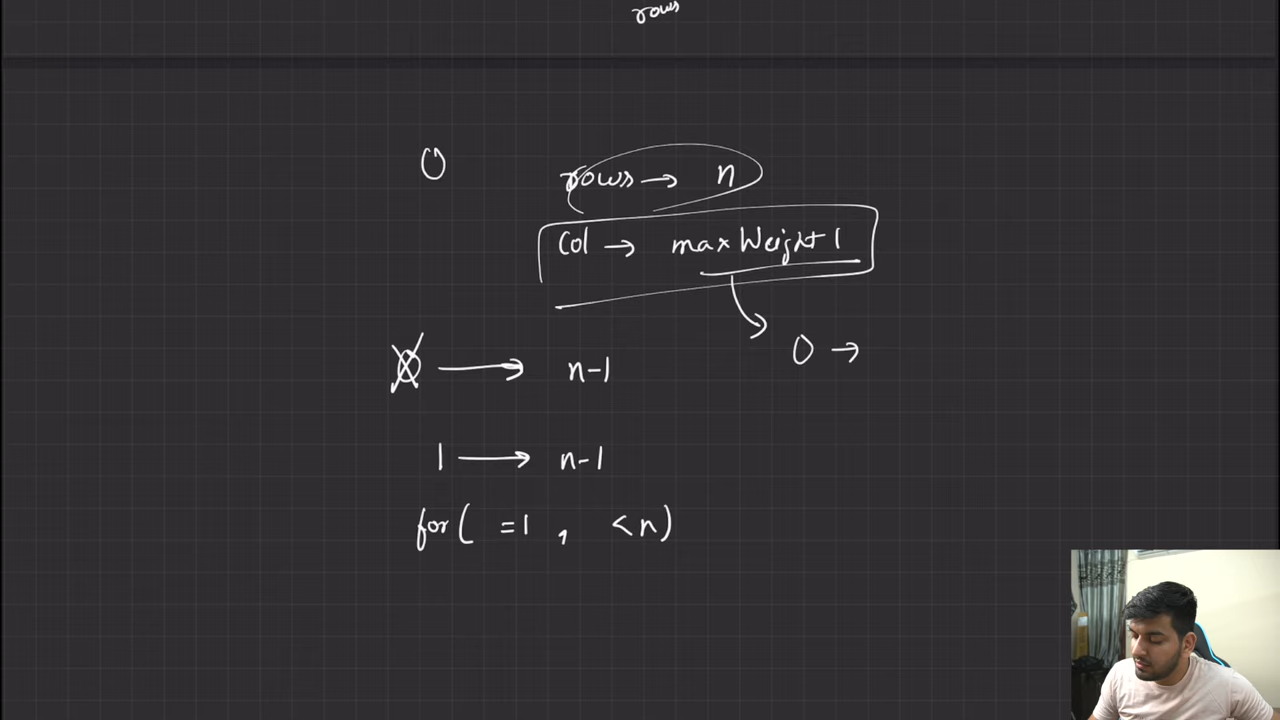 rows
0
rows → n
Col → maxWeight+1
0 → n-1
0 →
1 → n-1
for( =1 , <n)